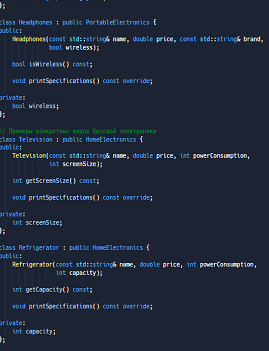 };
class Headphones : public PortableElectronics {
public:
Headphones(const std::string& name, double price, const std::string& brand,
bool wireless);
bool isWireless() const;
void printSpecifications() const override;
private:
bool wireless;
};
// Примеры конкретных видов бытовой электроники
class Television : public HomeElectronics {
public:
Television(const std::string& name, double price, int powerConsumption,
int screenSize);
int getScreenSize() const;
void printSpecifications() const override;
private:
int screenSize;
};
class Refrigerator : public HomeElectronics {
public:
Refrigerator(const std::string& name, double price, int powerConsumption,
int capacity);
int getCapacity() const;
void printSpecifications() const override;
private:
int capacity;
};